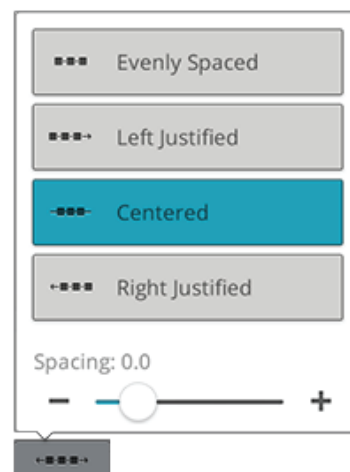 Evenly Spaced
Left Justified
Centered
Right Justified
Spacing: 0.0
− +